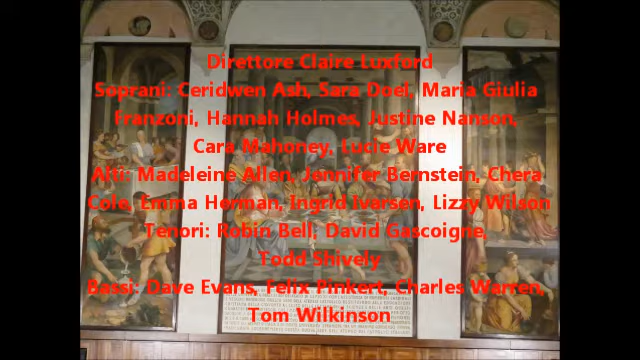 Direttore Claire Luxford
Soprani: Ceridwen Ash, Sara Doel, Maria Giulia
Franzoni, Hannah Holmes, Justine Nanson,
Cara Mahoney, Lucie Ware
Alti: Madeleine Allen, Jennifer Bernstein, Chera
Cole, Emma Horman, Ingrid Ivarsen, Lizzy Wilson
Tenori: Robin Bell, David Gascoigne,
Todd Shively
Bassi: Dave Evans, Felix Pinkert, Charles Warren,
Tom Wilkinson